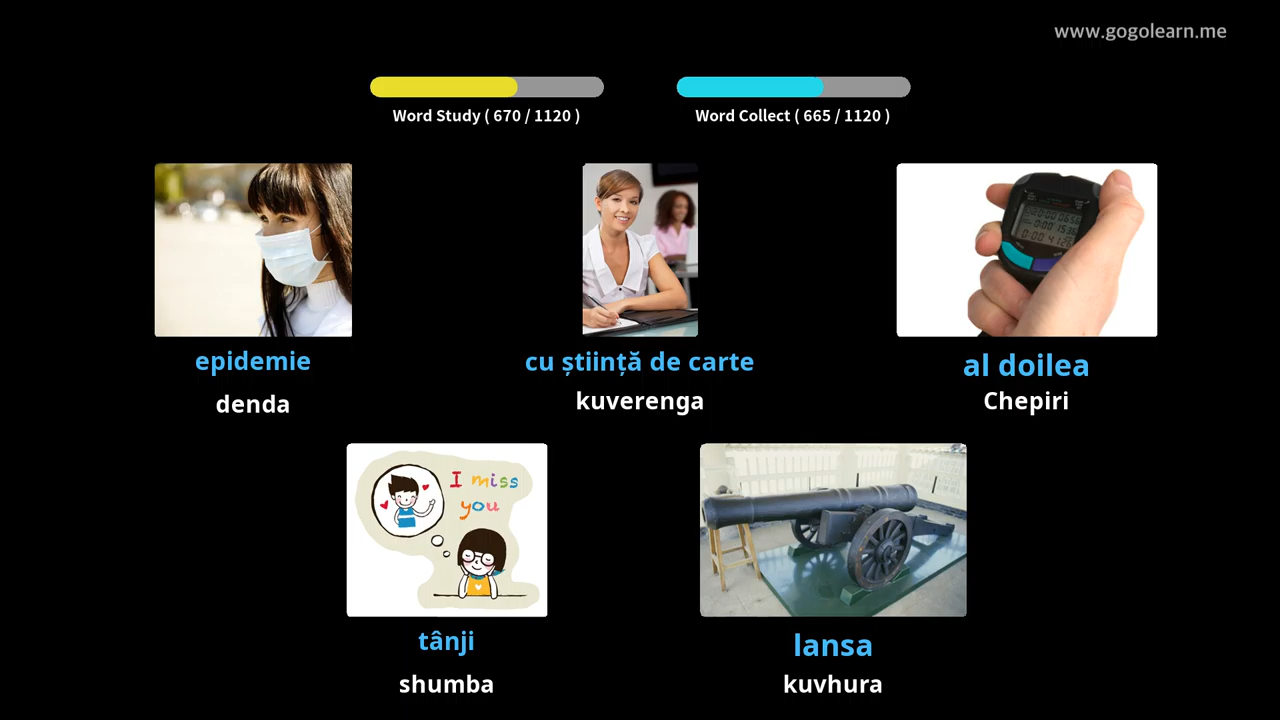 www.gogolearn.me
Word Study ( 670 / 1120 )
Word Collect ( 665 / 1120 )
epidemie
denda
cu știință de carte
kuverenga
al doilea
Chepiri
I miss
you
tânji
shumba
lansa
kuvhura